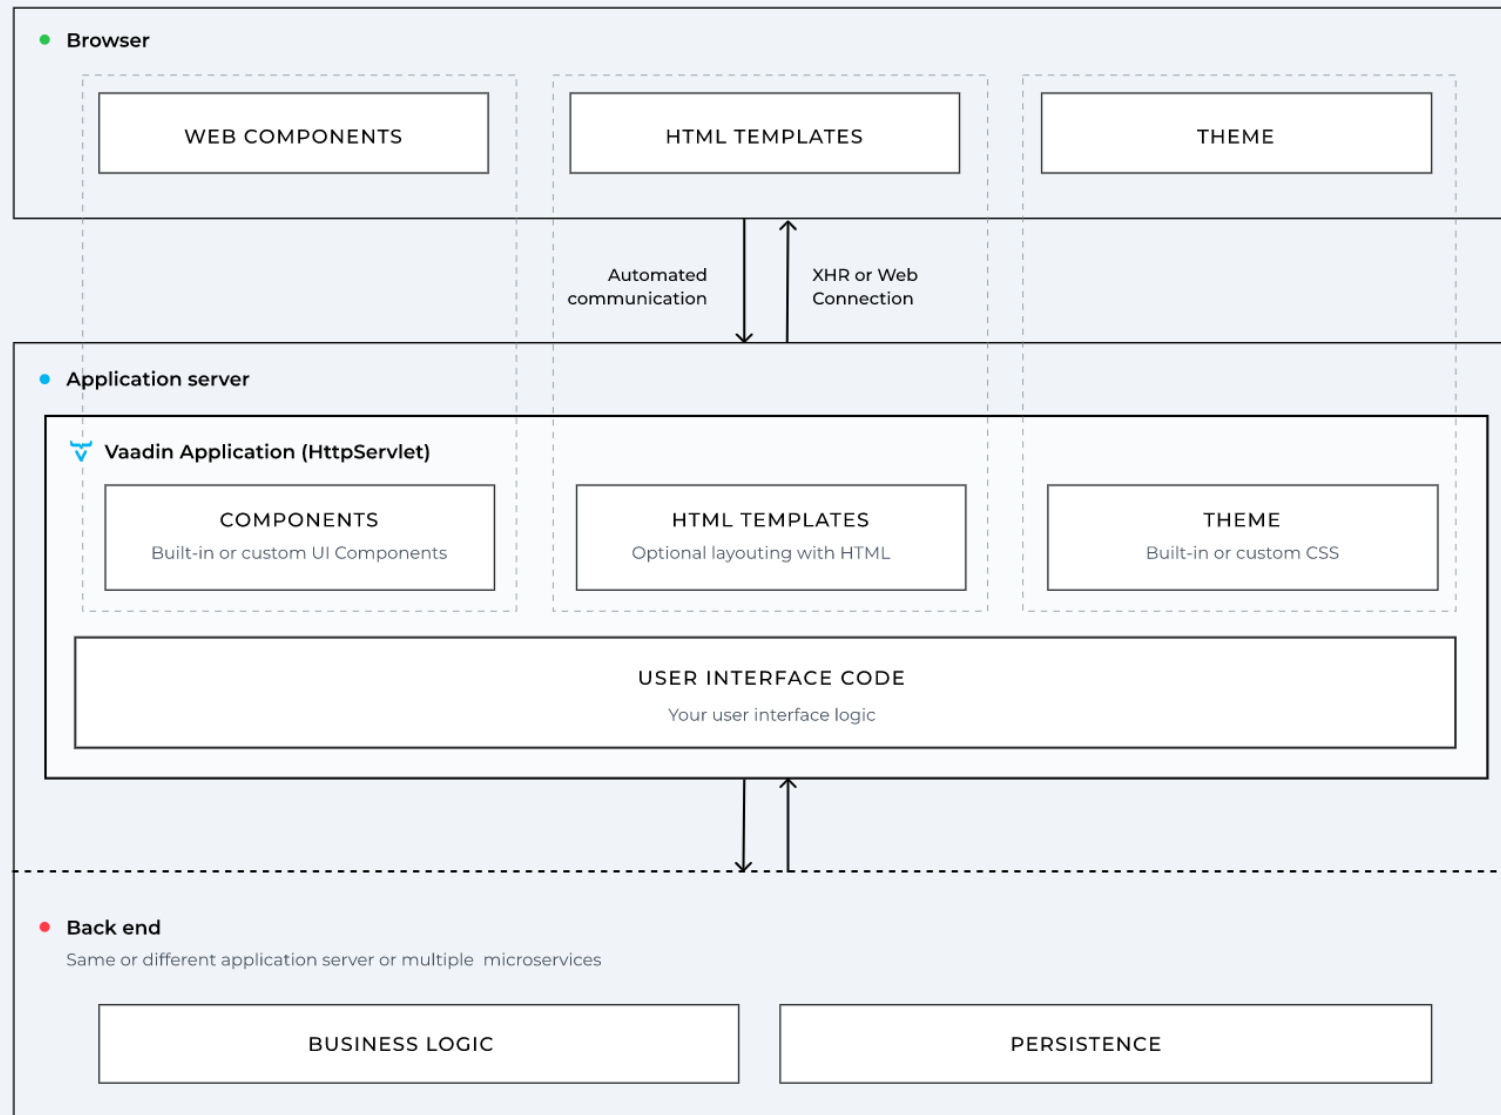 Browser
WEB COMPONENTS
HTML TEMPLATES
THEME
Automated
communication
XHR or Web
Connection
Application server
Vaadin Application (HttpServlet)
COMPONENTS
Built-in or custom UI Components
HTML TEMPLATES
Optional layouting with HTML
THEME
Built-in or custom CSS
USER INTERFACE CODE
Your user interface logic
Back end
Same or different application server or multiple  microservices
BUSINESS LOGIC
PERSISTENCE